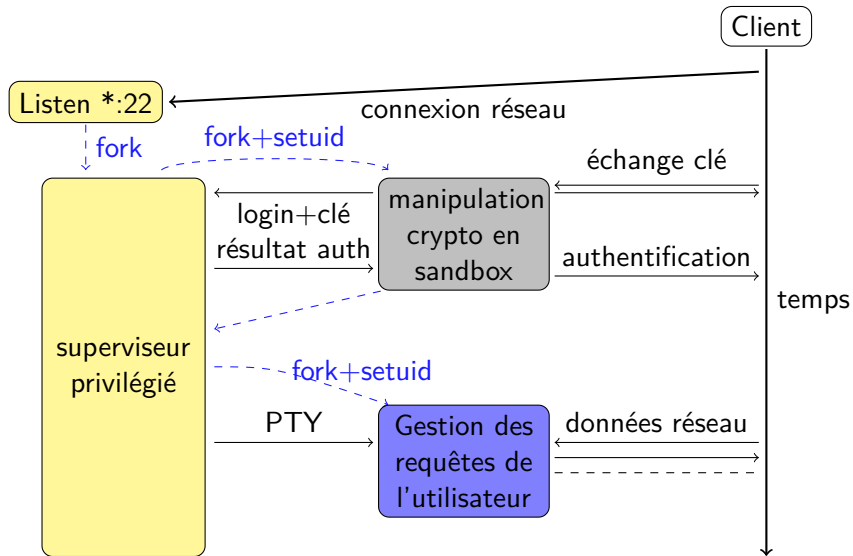 Client
Listen *:22
connexion réseau
fork
fork+setuid
échange clé
manipulation
crypto en
sandbox
login+clé
résultat auth
authentification
temps
superviseur
privilégié
fork+setuid
PTY
Gestion des
requêtes de
l'utilisateur
données réseau